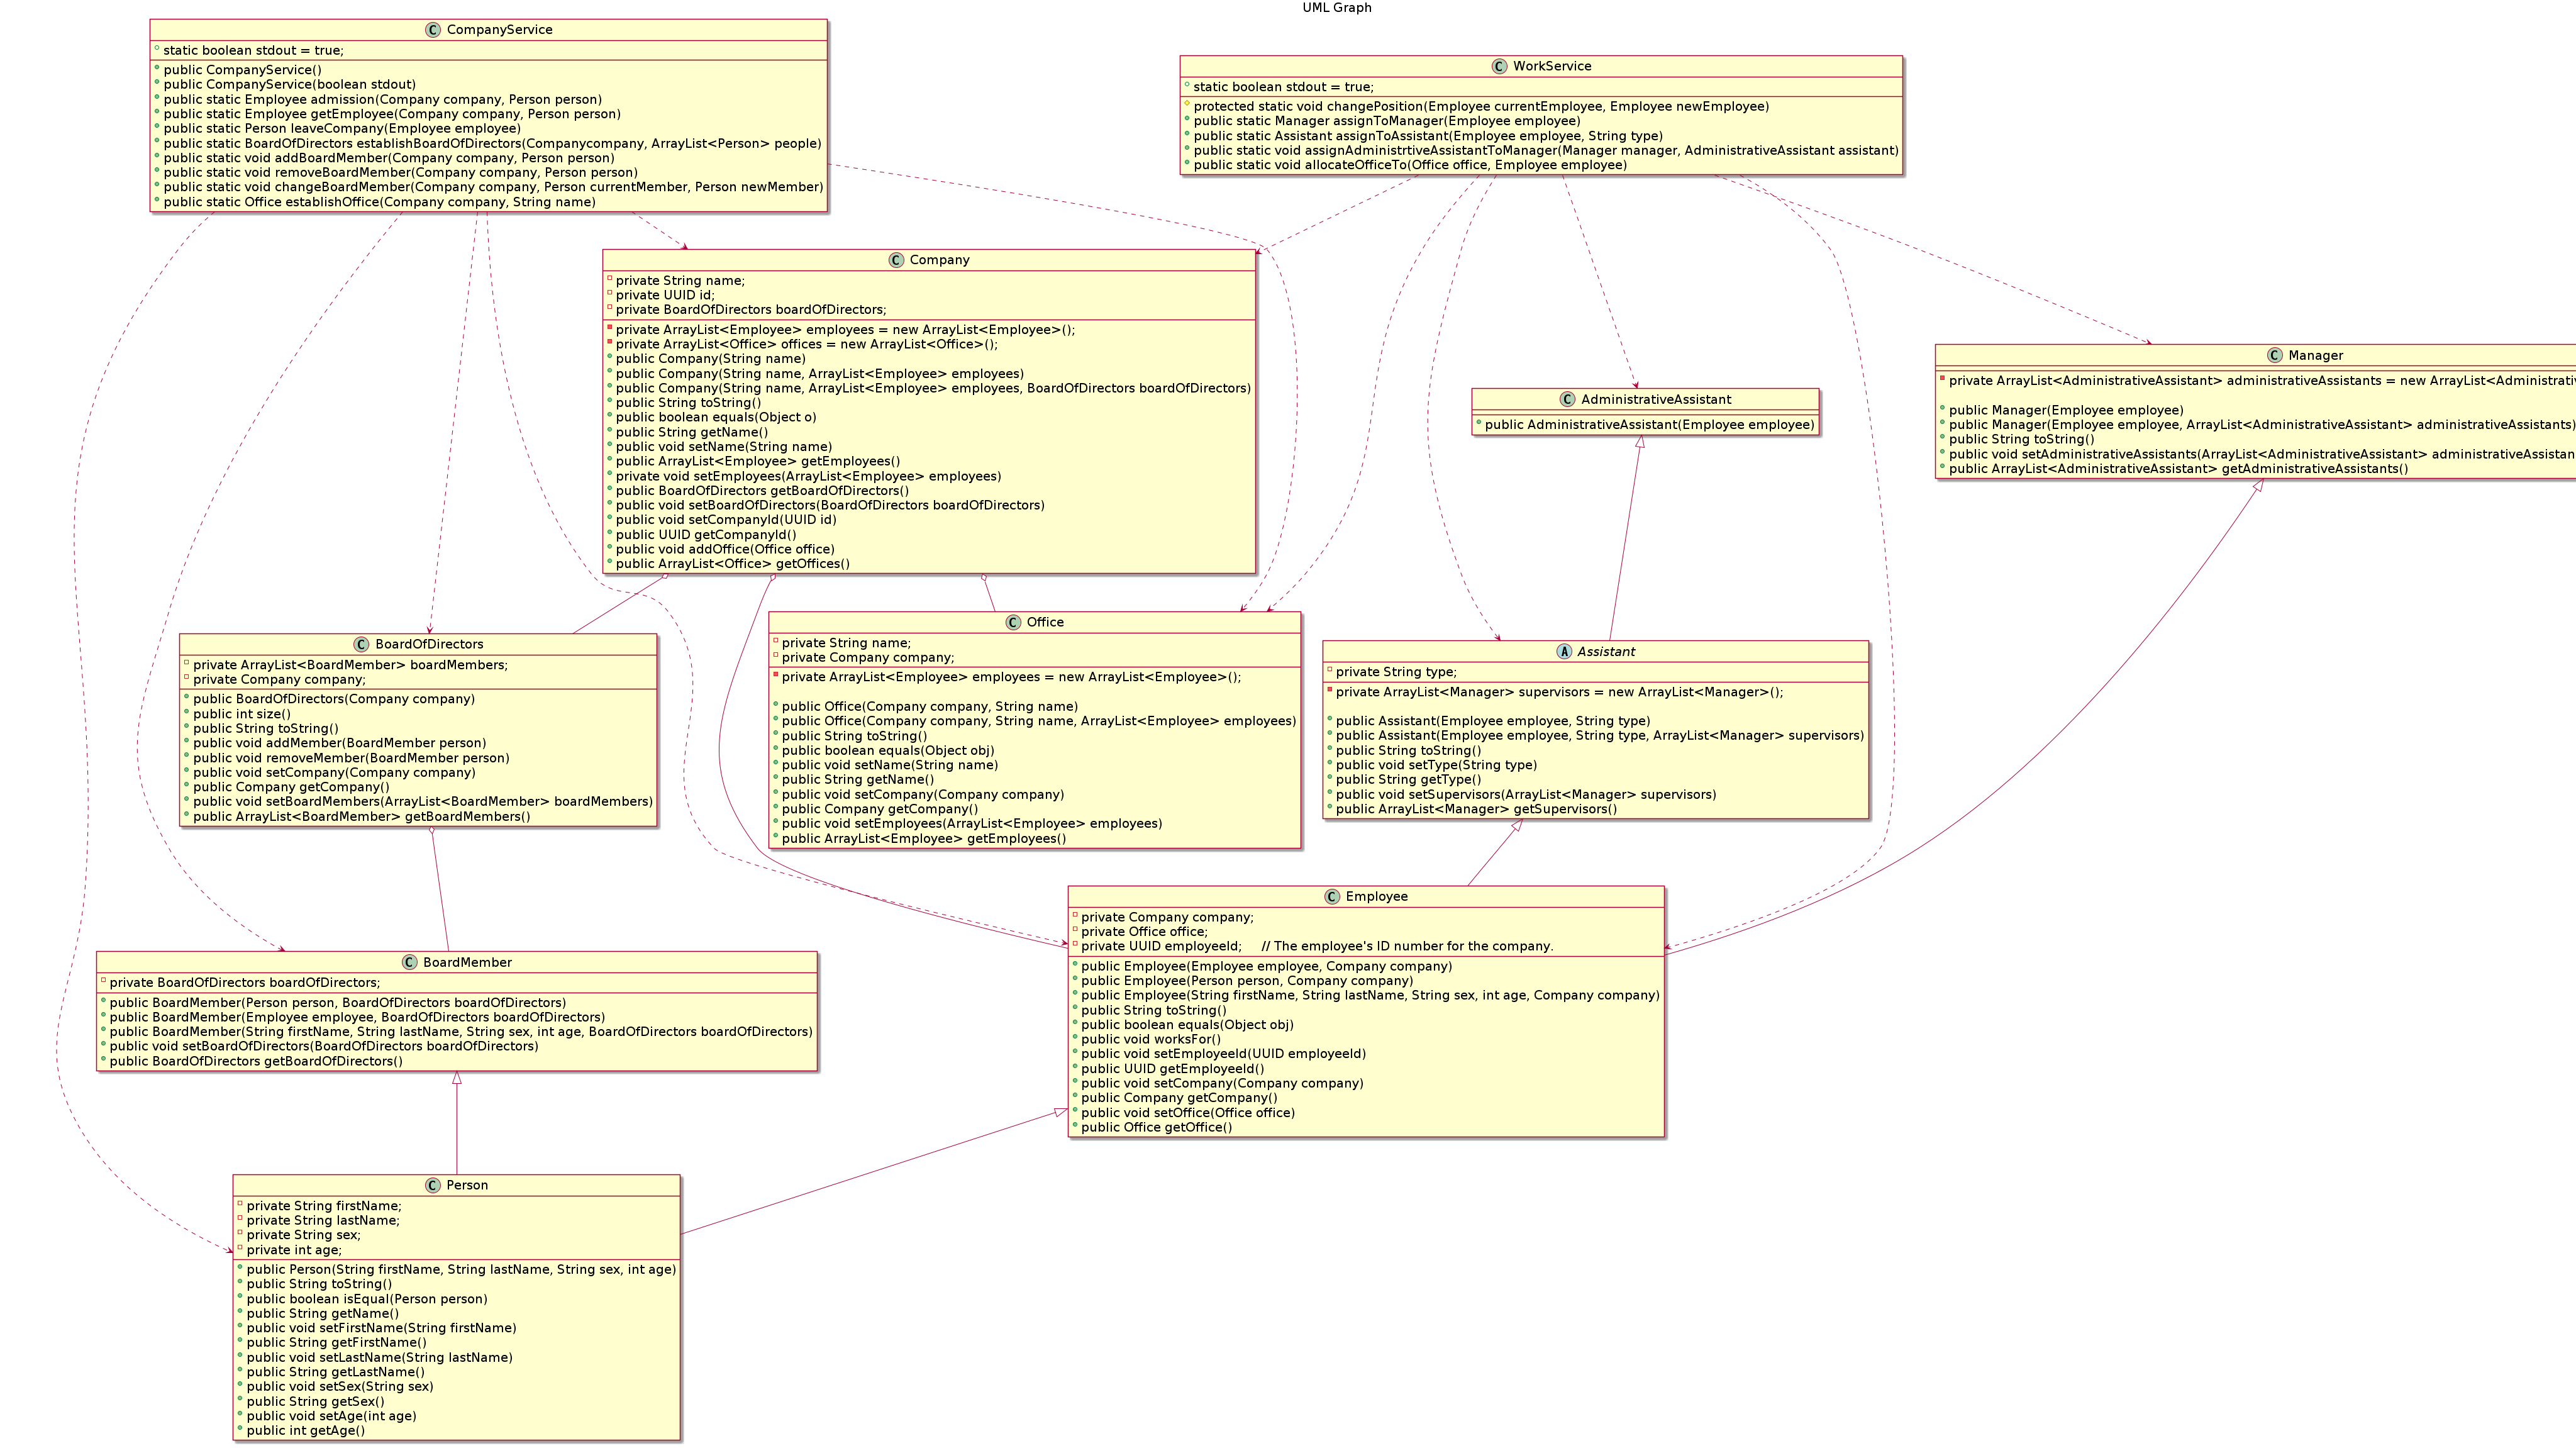 UML Graph
CompanyService
static boolean stdout = true;
public CompanyService()
public CompanyService(boolean stdout)
public static Employee admission(Company company, Person person)
public static Employee getEmployee(Company company, Person person)
public static Person leaveCompany(Employee employee)
public static BoardOfDirectors establishBoardOfDirectors(Companycompany, ArrayList<Person> people)
public static void addBoardMember(Company company, Person person)
public static void removeBoardMember(Company company, Person person)
public static void changeBoardMember(Company company, Person currentMember, Person newMember)
public static Office establishOffice(Company company, String name)
WorkService
static boolean stdout = true;
protected static void changePosition(Employee currentEmployee, Employee newEmployee)
public static Manager assignToManager(Employee employee)
public static Assistant assignToAssistant(Employee employee, String type)
public static void assignAdministrtiveAssistantToManager(Manager manager, AdministrativeAssistant assistant)
public static void allocateOfficeTo(Office office, Employee employee)
Company
private String name;
private UUID id;
private BoardOfDirectors boardOfDirectors;
private ArrayList<Employee> employees = new ArrayList<Employee>();
private ArrayList<Office> offices = new ArrayList<Office>();
public Company(String name)
public Company(String name, ArrayList<Employee> employees)
public Company(String name, ArrayList<Employee> employees, BoardOfDirectors boardOfDirectors)
public String toString()
public boolean equals(Object o)
public String getName()
public void setName(String name)
public ArrayList<Employee> getEmployees()
private void setEmployees(ArrayList<Employee> employees)
public BoardOfDirectors getBoardOfDirectors()
public void setBoardOfDirectors(BoardOfDirectors boardOfDirectors)
public void setCompanyId(UUID id)
public UUID getCompanyId()
public void addOffice(Office office)
public ArrayList<Office> getOffices()
Manager
private ArrayList<AdministrativeAssistant> administrativeAssistants = new ArrayList<Administrati
public Manager(Employee employee)
public Manager(Employee employee, ArrayList<AdministrativeAssistant> administrativeAssistants)
public String toString()
public void setAdministrativeAssistants(ArrayList<AdministrativeAssistant> administrativeAssistan
public ArrayList<AdministrativeAssistant> getAdministrativeAssistants()
AdministrativeAssistant
public AdministrativeAssistant(Employee employee)
BoardOfDirectors
private ArrayList<BoardMember> boardMembers;
private Company company;
public BoardOfDirectors(Company company)
public int size()
public String toString()
public void addMember(BoardMember person)
public void removeMember(BoardMember person)
public void setCompany(Company company)
public Company getCompany()
public void setBoardMembers(ArrayList<BoardMember> boardMembers)
public ArrayList<BoardMember> getBoardMembers()
Office
private String name;
private Company company;
private ArrayList<Employee> employees = new ArrayList<Employee>();
public Office(Company company, String name)
public Office(Company company, String name, ArrayList<Employee> employees)
public String toString()
public boolean equals(Object obj)
public void setName(String name)
public String getName()
public void setCompany(Company company)
public Company getCompany()
public void setEmployees(ArrayList<Employee> employees)
public ArrayList<Employee> getEmployees()
Assistant
private String type;
private ArrayList<Manager> supervisors = new ArrayList<Manager>();
public Assistant(Employee employee, String type)
public Assistant(Employee employee, String type, ArrayList<Manager> supervisors)
public String toString()
public void setType(String type)
public String getType()
public void setSupervisors(ArrayList<Manager> supervisors)
public ArrayList<Manager> getSupervisors()
Employee
private Company company;
private Office office;
private UUID employeeId; // The employee's ID number for the company.
public Employee(Employee employee, Company company)
public Employee(Person person, Company company)
public Employee(String firstName, String lastName, String sex, int age, Company company)
public String toString()
public boolean equals(Object obj)
public void worksFor()
public void setEmployeeId(UUID employeeId)
public UUID getEmployeeId()
public void setCompany(Company company)
public Company getCompany()
public void setOffice(Office office)
public Office getOffice()
BoardMember
private BoardOfDirectors boardOfDirectors;
public BoardMember(Person person, BoardOfDirectors boardOfDirectors)
public BoardMember(Employee employee, BoardOfDirectors boardOfDirectors)
public BoardMember(String firstName, String lastName, String sex, int age, BoardOfDirectors boardOfDirectors)
public void setBoardOfDirectors(BoardOfDirectors boardOfDirectors)
public BoardOfDirectors getBoardOfDirectors()
Person
private String firstName;
private String lastName;
private String sex;
private int age;
public Person(String firstName, String lastName, String sex, int age)
public String toString()
public boolean isEqual(Person person)
public String getName()
public void setFirstName(String firstName)
public String getFirstName()
public void setLastName(String lastName)
public String getLastName()
public void setSex(String sex)
public String getSex()
public void setAge(int age)
public int getAge()